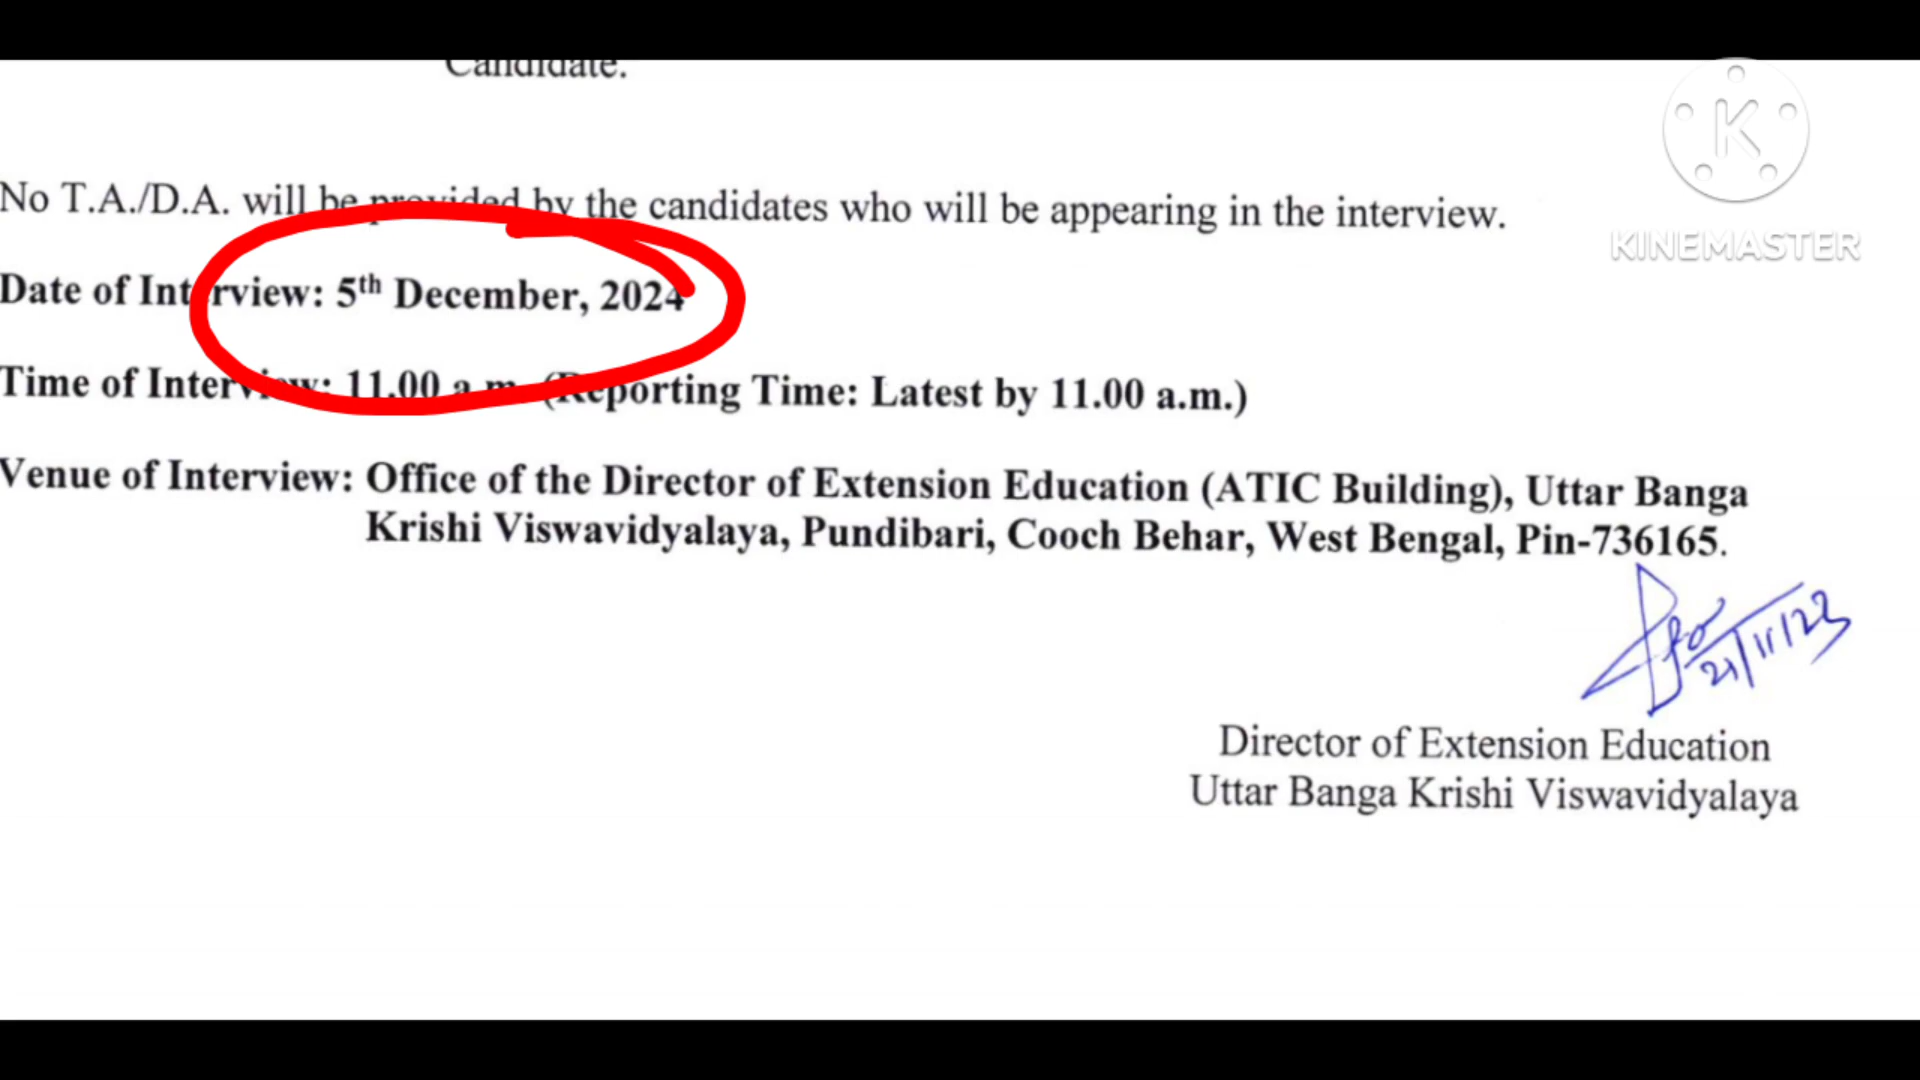 Candidate.
No T.A./D.A. will be provided by the candidates who will be appearing in the interview.
Date of Interview: 5th December, 2024
Time of Interview: 11.00 a.m. (Reporting Time: Latest by 11.00 a.m.)
Venue of Interview: Office of the Director of Extension Education (ATIC Building), Uttar Banga
Krishi Viswavidyalaya, Pundibari, Cooch Behar, West Bengal, Pin-736165.
21/11/23
Director of Extension Education
Uttar Banga Krishi Viswavidyalaya
K
KINEMASTER